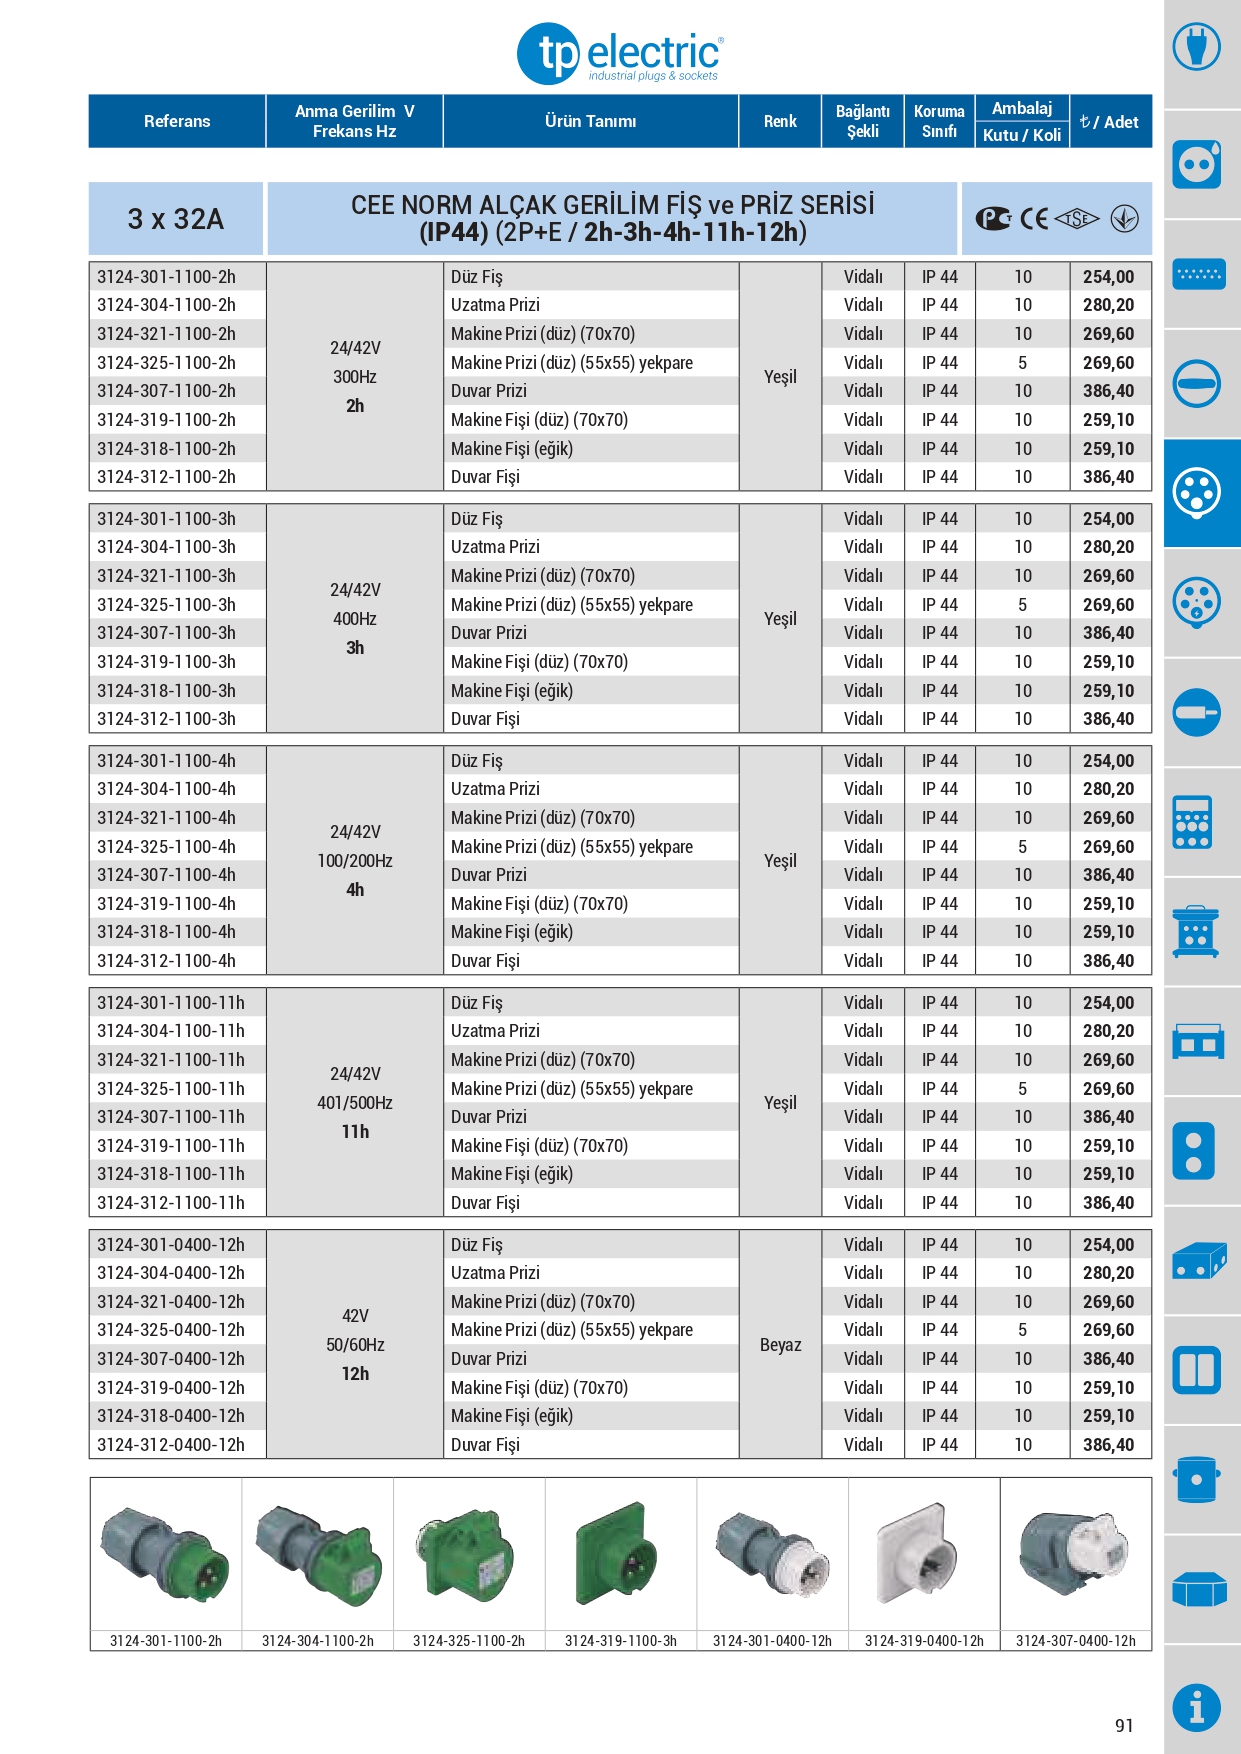 tp electric®
industrial plugs & sockets
Referans | Anma Gerilim V Frekans Hz | Ürün Tanımı | Renk | Bağlantı Şekli | Koruma Sınıfı | Ambalaj Kutu / Koli | ₺ / Adet
3 x 32A
CEE NORM ALÇAK GERİLİM FİŞ ve PRİZ SERİSİ
(IP44) (2P+E / 2h-3h-4h-11h-12h)
CE TSE
24/42V
300Hz
2h
Yeşil
3124-301-1100-2h Düz Fiş Vidalı IP 44 10 254,00
3124-304-1100-2h Uzatma Prizi Vidalı IP 44 10 280,20
3124-321-1100-2h Makine Prizi (düz) (70x70) Vidalı IP 44 10 269,60
3124-325-1100-2h Makine Prizi (düz) (55x55) yekpare Vidalı IP 44 5 269,60
3124-307-1100-2h Duvar Prizi Vidalı IP 44 10 386,40
3124-319-1100-2h Makine Fişi (düz) (70x70) Vidalı IP 44 10 259,10
3124-318-1100-2h Makine Fişi (eğik) Vidalı IP 44 10 259,10
3124-312-1100-2h Duvar Fişi Vidalı IP 44 10 386,40
24/42V
400Hz
3h
Yeşil
3124-301-1100-3h Düz Fiş Vidalı IP 44 10 254,00
3124-304-1100-3h Uzatma Prizi Vidalı IP 44 10 280,20
3124-321-1100-3h Makine Prizi (düz) (70x70) Vidalı IP 44 10 269,60
3124-325-1100-3h Makine Prizi (düz) (55x55) yekpare Vidalı IP 44 5 269,60
3124-307-1100-3h Duvar Prizi Vidalı IP 44 10 386,40
3124-319-1100-3h Makine Fişi (düz) (70x70) Vidalı IP 44 10 259,10
3124-318-1100-3h Makine Fişi (eğik) Vidalı IP 44 10 259,10
3124-312-1100-3h Duvar Fişi Vidalı IP 44 10 386,40
24/42V
100/200Hz
4h
Yeşil
3124-301-1100-4h Düz Fiş Vidalı IP 44 10 254,00
3124-304-1100-4h Uzatma Prizi Vidalı IP 44 10 280,20
3124-321-1100-4h Makine Prizi (düz) (70x70) Vidalı IP 44 10 269,60
3124-325-1100-4h Makine Prizi (düz) (55x55) yekpare Vidalı IP 44 5 269,60
3124-307-1100-4h Duvar Prizi Vidalı IP 44 10 386,40
3124-319-1100-4h Makine Fişi (düz) (70x70) Vidalı IP 44 10 259,10
3124-318-1100-4h Makine Fişi (eğik) Vidalı IP 44 10 259,10
3124-312-1100-4h Duvar Fişi Vidalı IP 44 10 386,40
24/42V
401/500Hz
11h
Yeşil
3124-301-1100-11h Düz Fiş Vidalı IP 44 10 254,00
3124-304-1100-11h Uzatma Prizi Vidalı IP 44 10 280,20
3124-321-1100-11h Makine Prizi (düz) (70x70) Vidalı IP 44 10 269,60
3124-325-1100-11h Makine Prizi (düz) (55x55) yekpare Vidalı IP 44 5 269,60
3124-307-1100-11h Duvar Prizi Vidalı IP 44 10 386,40
3124-319-1100-11h Makine Fişi (düz) (70x70) Vidalı IP 44 10 259,10
3124-318-1100-11h Makine Fişi (eğik) Vidalı IP 44 10 259,10
3124-312-1100-11h Duvar Fişi Vidalı IP 44 10 386,40
42V
50/60Hz
12h
Beyaz
3124-301-0400-12h Düz Fiş Vidalı IP 44 10 254,00
3124-304-0400-12h Uzatma Prizi Vidalı IP 44 10 280,20
3124-321-0400-12h Makine Prizi (düz) (70x70) Vidalı IP 44 10 269,60
3124-325-0400-12h Makine Prizi (düz) (55x55) yekpare Vidalı IP 44 5 269,60
3124-307-0400-12h Duvar Prizi Vidalı IP 44 10 386,40
3124-319-0400-12h Makine Fişi (düz) (70x70) Vidalı IP 44 10 259,10
3124-318-0400-12h Makine Fişi (eğik) Vidalı IP 44 10 259,10
3124-312-0400-12h Duvar Fişi Vidalı IP 44 10 386,40
3124-301-1100-2h 3124-304-1100-2h 3124-325-1100-2h 3124-319-1100-3h 3124-301-0400-12h 3124-319-0400-12h 3124-307-0400-12h
91